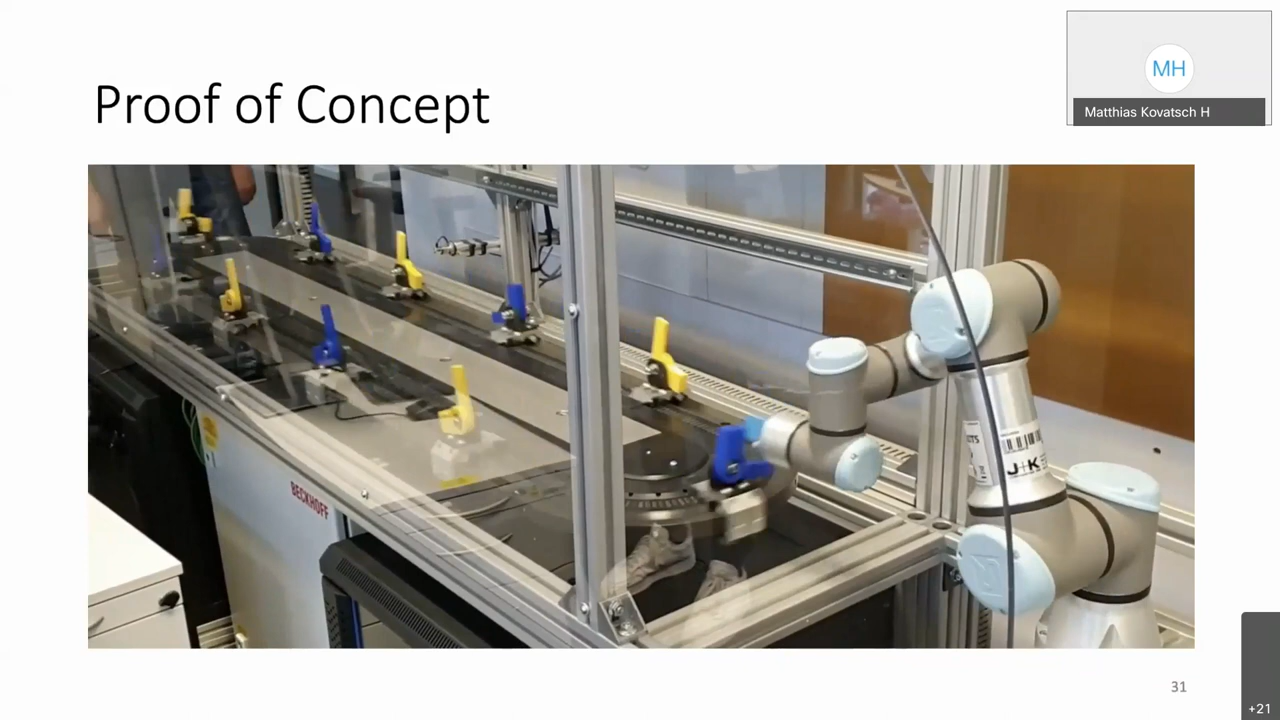 Proof of Concept
MH
Matthias Kovatsch H
BECKHOFF
J+K
31
+21